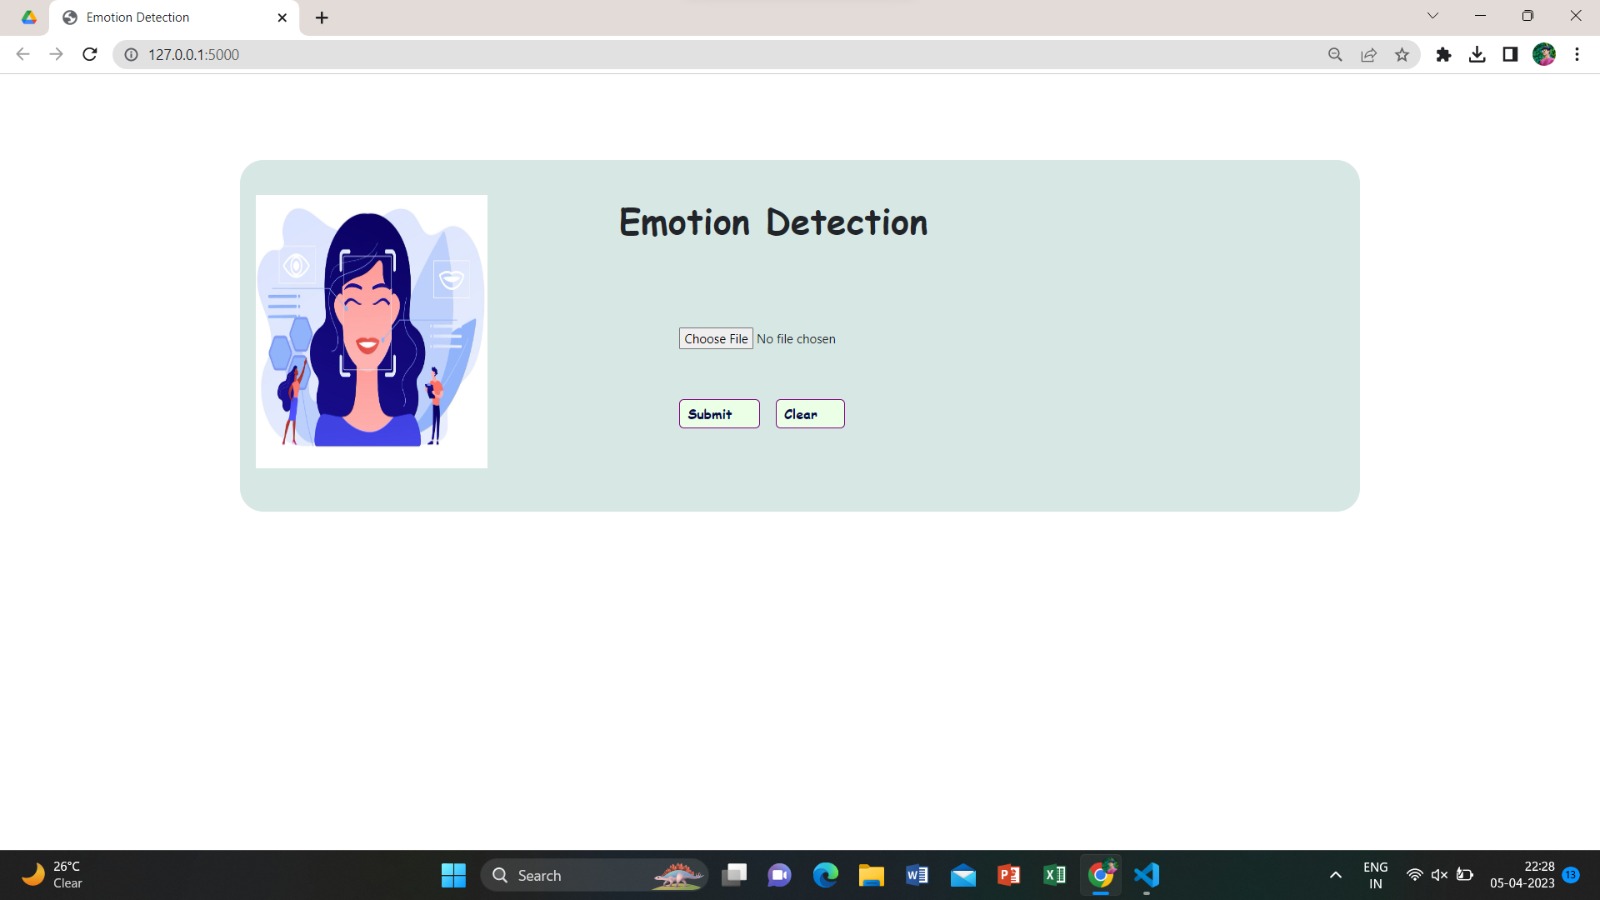 Emotion Detection
127.0.0.1:5000
Emotion Detection
Choose File No file chosen
Submit Clear
26°C
Clear
Search
ENG
IN
22:28
05-04-2023
13